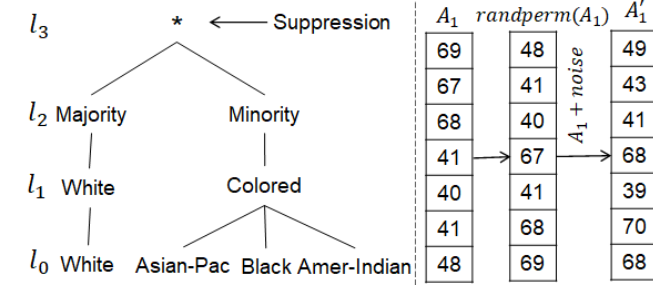 l₃ * Suppression
l₂ Majority Minority
l₁ White Colored
l₀ White Asian-Pac Black Amer-Indian
A₁ randperm(A₁) A₁′
69 48 49
67 41 43
68 40 41
41 67 68
40 41 39
41 68 70
48 69 68
A₁ + noise